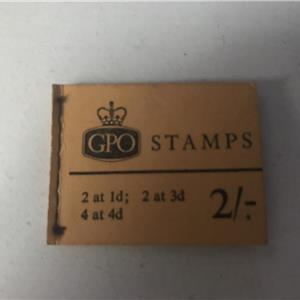 GPO STAMPS
2 at 1d; 2 at 3d
4 at 4d 2/-